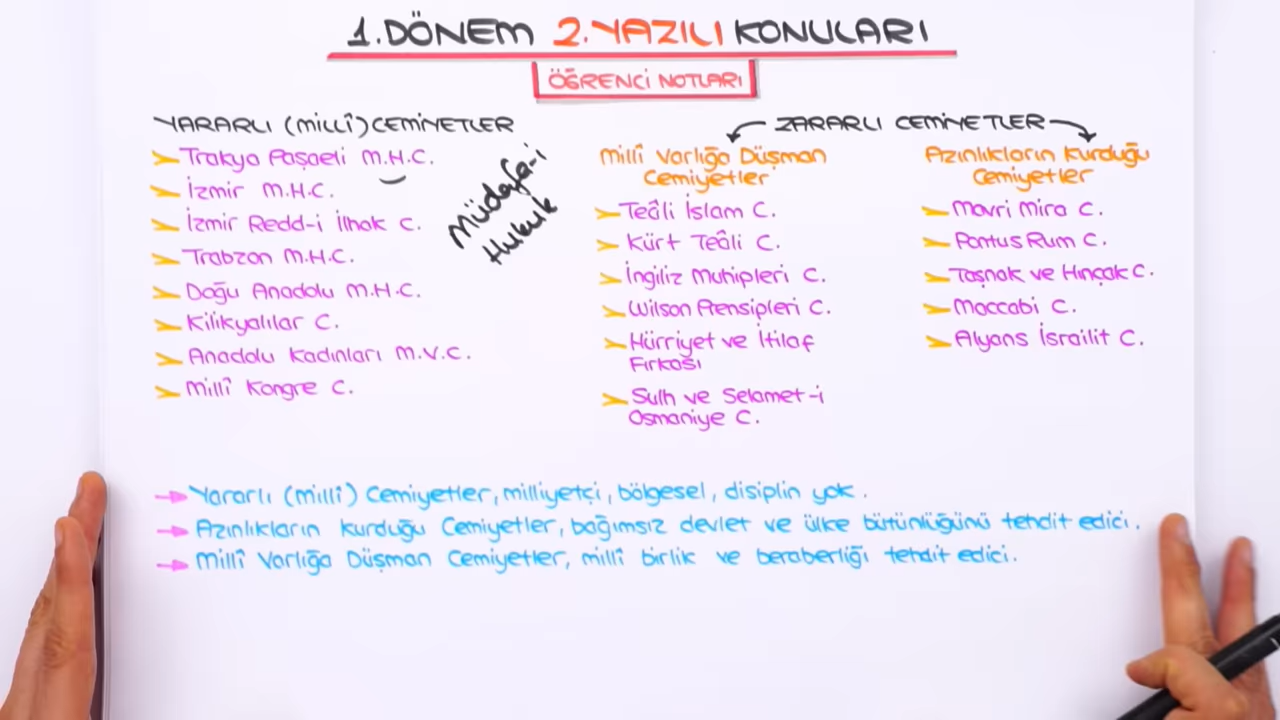 1.DÖNEM 2.YAZILI KONULARI
ÖĞRENCİ NOTLARI
YARARLI (MİLLÎ) CEMİYETLER
Trakya Paşaeli M.H.C.
İzmir M.H.C.
İzmir Redd-i İlhak C.
Trabzon M.H.C.
Doğu Anadolu M.H.C.
Kilikyalılar C.
Anadolu Kadınları M.V.C.
Millî Kongre C.
Müdafa-i
Hukuk
ZARARLI CEMİYETLER
Millî Varlığa Düşman
Cemiyetler
Teâli İslam C.
Kürt Teâli C.
İngiliz Muhipleri C.
Wilson Prensipleri C.
Hürriyet ve İtilaf
Fırkası
Sulh ve Selamet-i
Osmaniye C.
Azınlıkların Kurduğu
Cemiyetler
Mavri Mira C.
Pontus Rum C.
Taşnak ve Hınçak C.
Maccabi C.
Alyans İsrailit C.
Yararlı (millî) Cemiyetler, milliyetçi, bölgesel, disiplin yok.
Azınlıkların Kurduğu Cemiyetler, bağımsız devlet ve ülke bütünlüğünü tehdit edici.
Millî Varlığa Düşman Cemiyetler, millî birlik ve beraberliği tehdit edici.